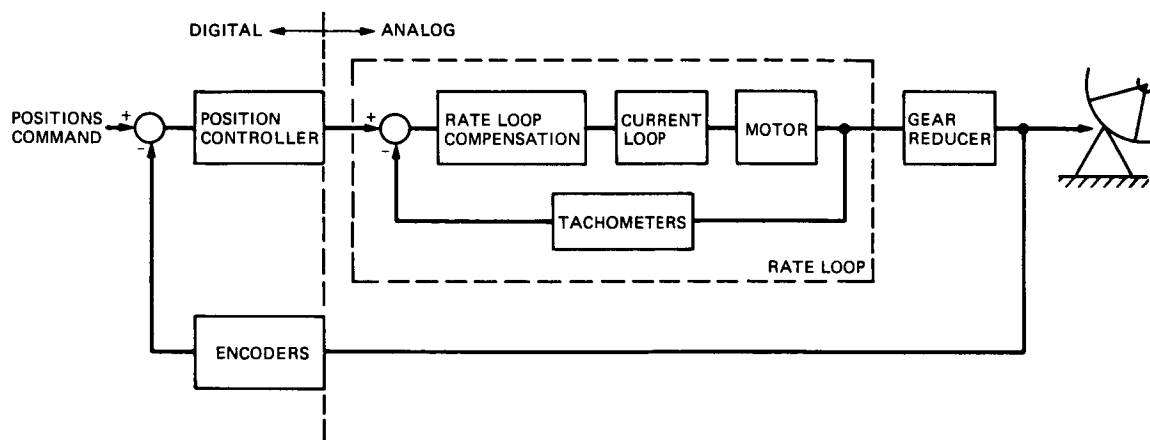 DIGITAL
ANALOG
POSITIONS
COMMAND
+
-
POSITION
CONTROLLER
+
-
RATE LOOP
COMPENSATION
CURRENT
LOOP
MOTOR
GEAR
REDUCER
TACHOMETERS
RATE LOOP
ENCODERS